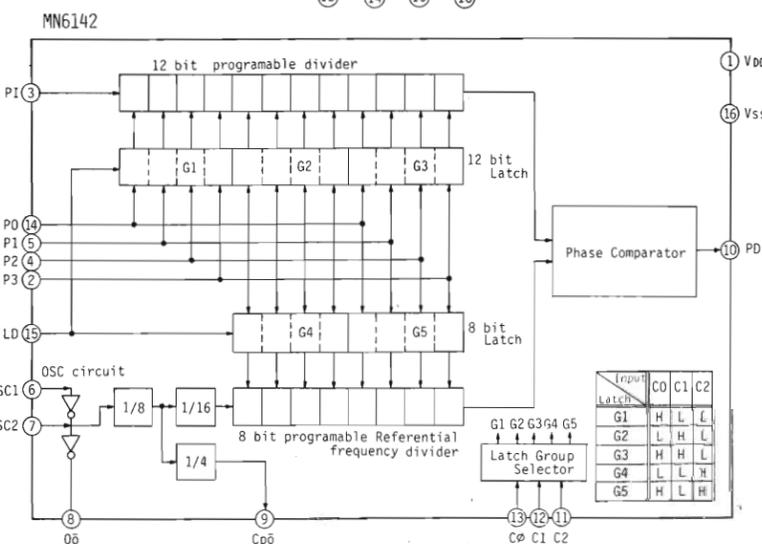 MN6142
12 bit programable divider
1 VDD
PI 3
16 VSS
G1 G2 G3
12 bit
Latch
P0 14
P1 5
P2 4
P3 2
Phase Comparator
10 PD
LD 15
G4 G5
8 bit
Latch
OSC circuit
SC1 6
SC2 7
1/8
1/16
1/4
8 bit programable Referential
frequency divider
G1 G2 G3 G4 G5
Latch Group
Selector
Input C0 C1 C2
Latch
G1 H L L
G2 L H L
G3 H H L
G4 L L H
G5 H L H
8
9
13 12 11
Oō
Cpō
CØ C1 C2